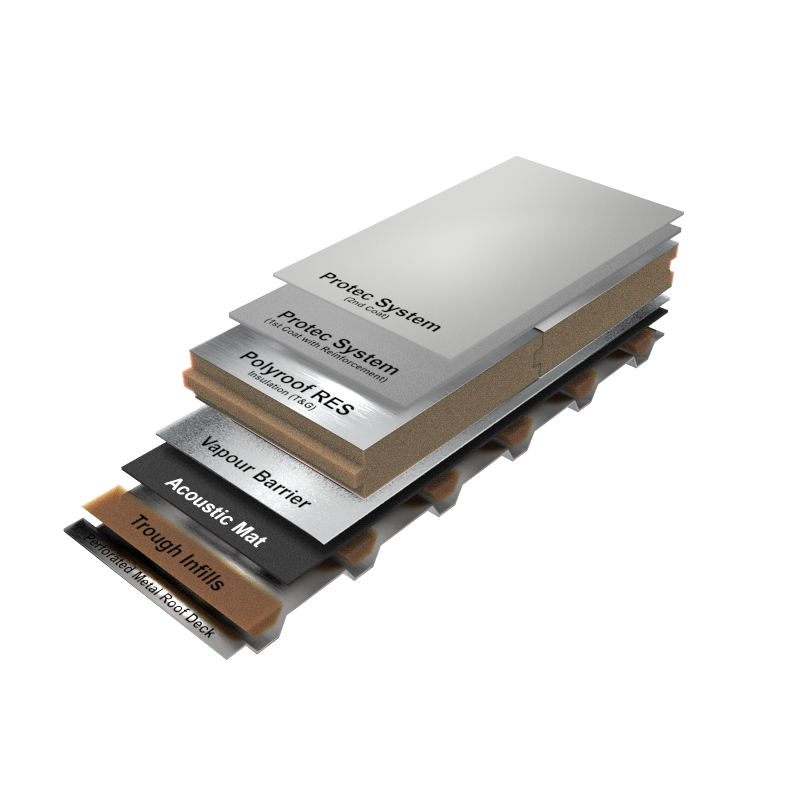 Protec System
(2nd Coat)
Protec System
(1st Coat with Reinforcement)
Polyroof RES
Insulation (T&G)
Vapour Barrier
Acoustic Mat
Trough Infills
Perforated Metal Roof Deck